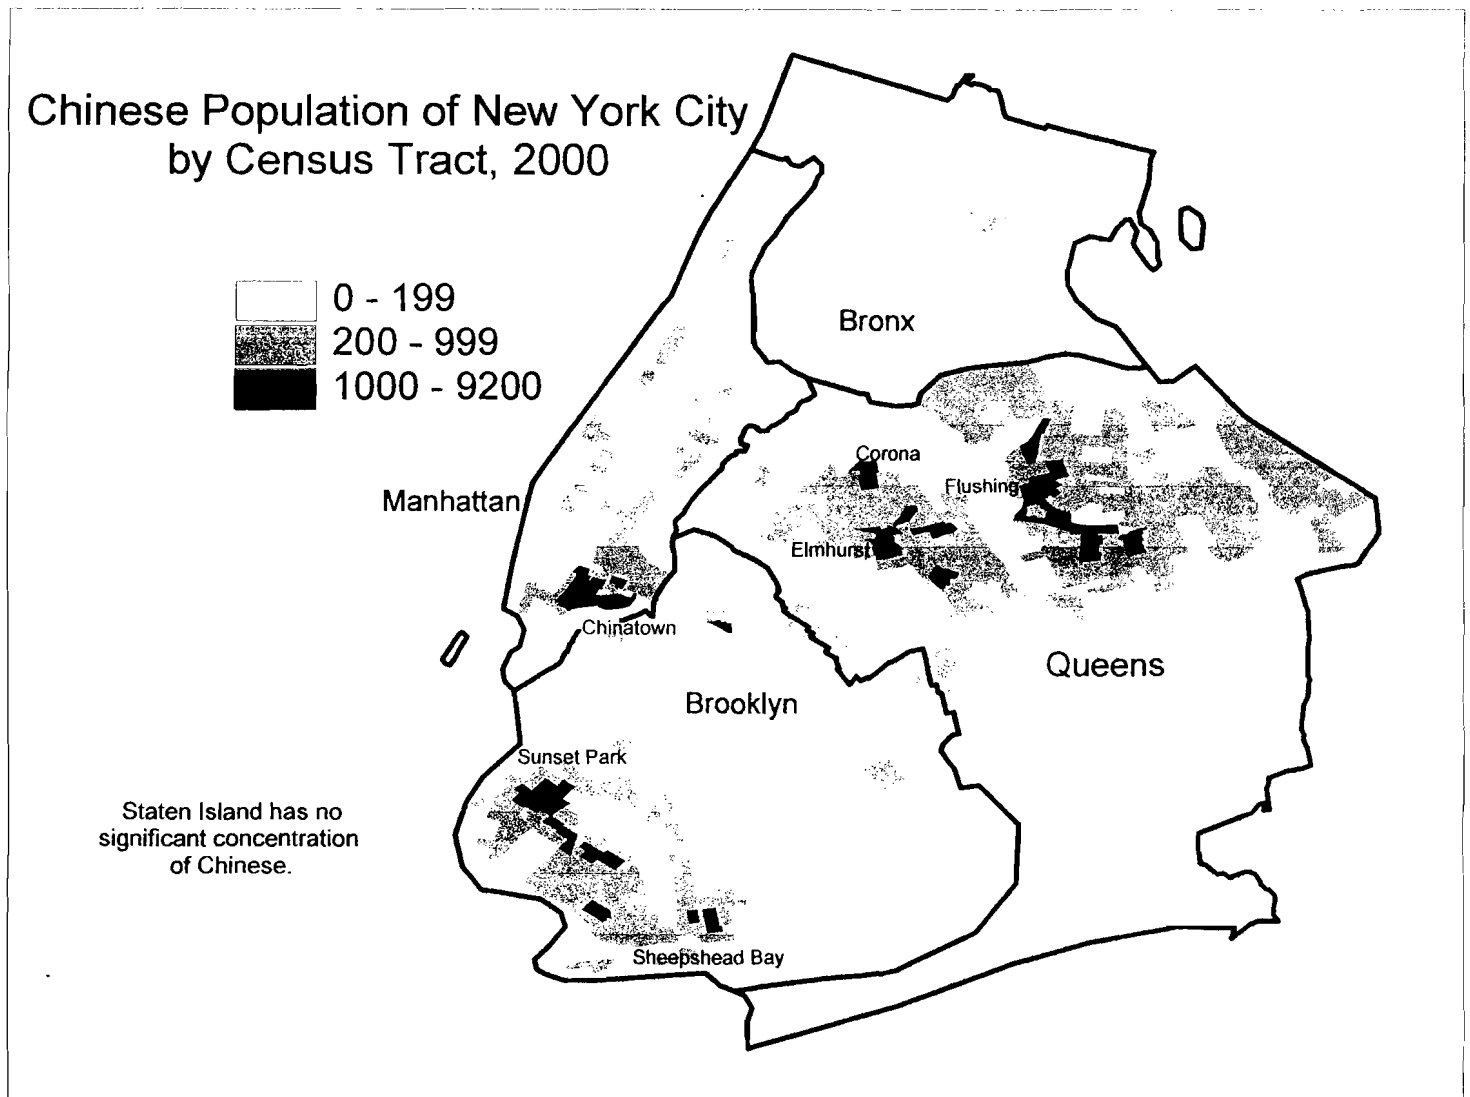 Chinese Population of New York City
by Census Tract, 2000
0 - 199
200 - 999
1000 - 9200
Bronx
Corona
Flushing
Manhattan
Elmhurst
Chinatown
Queens
Brooklyn
Sunset Park
Staten Island has no
significant concentration
of Chinese.
Sheepshead Bay